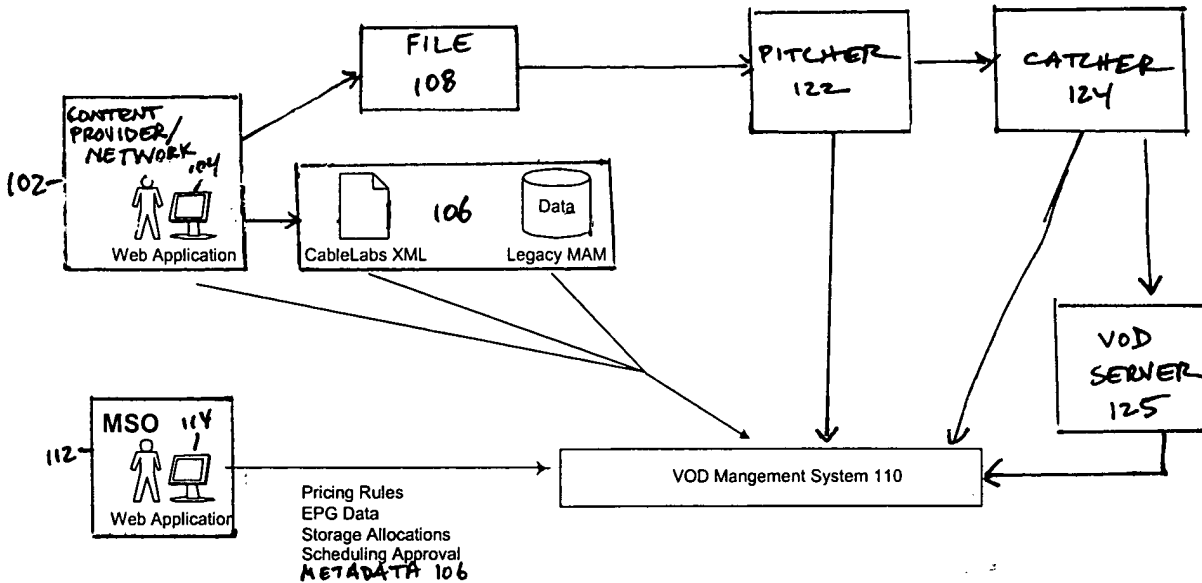 FILE
108
PITCHER
122
CATCHER
124
CONTENT
PROVIDER/
NETWORK
104
102
Web Application
106
Data
CableLabs XML
Legacy MAM
VOD
SERVER
125
MSO
114
112
Web Application
VOD Mangement System 110
Pricing Rules
EPG Data
Storage Allocations
Scheduling Approval
METADATA 106